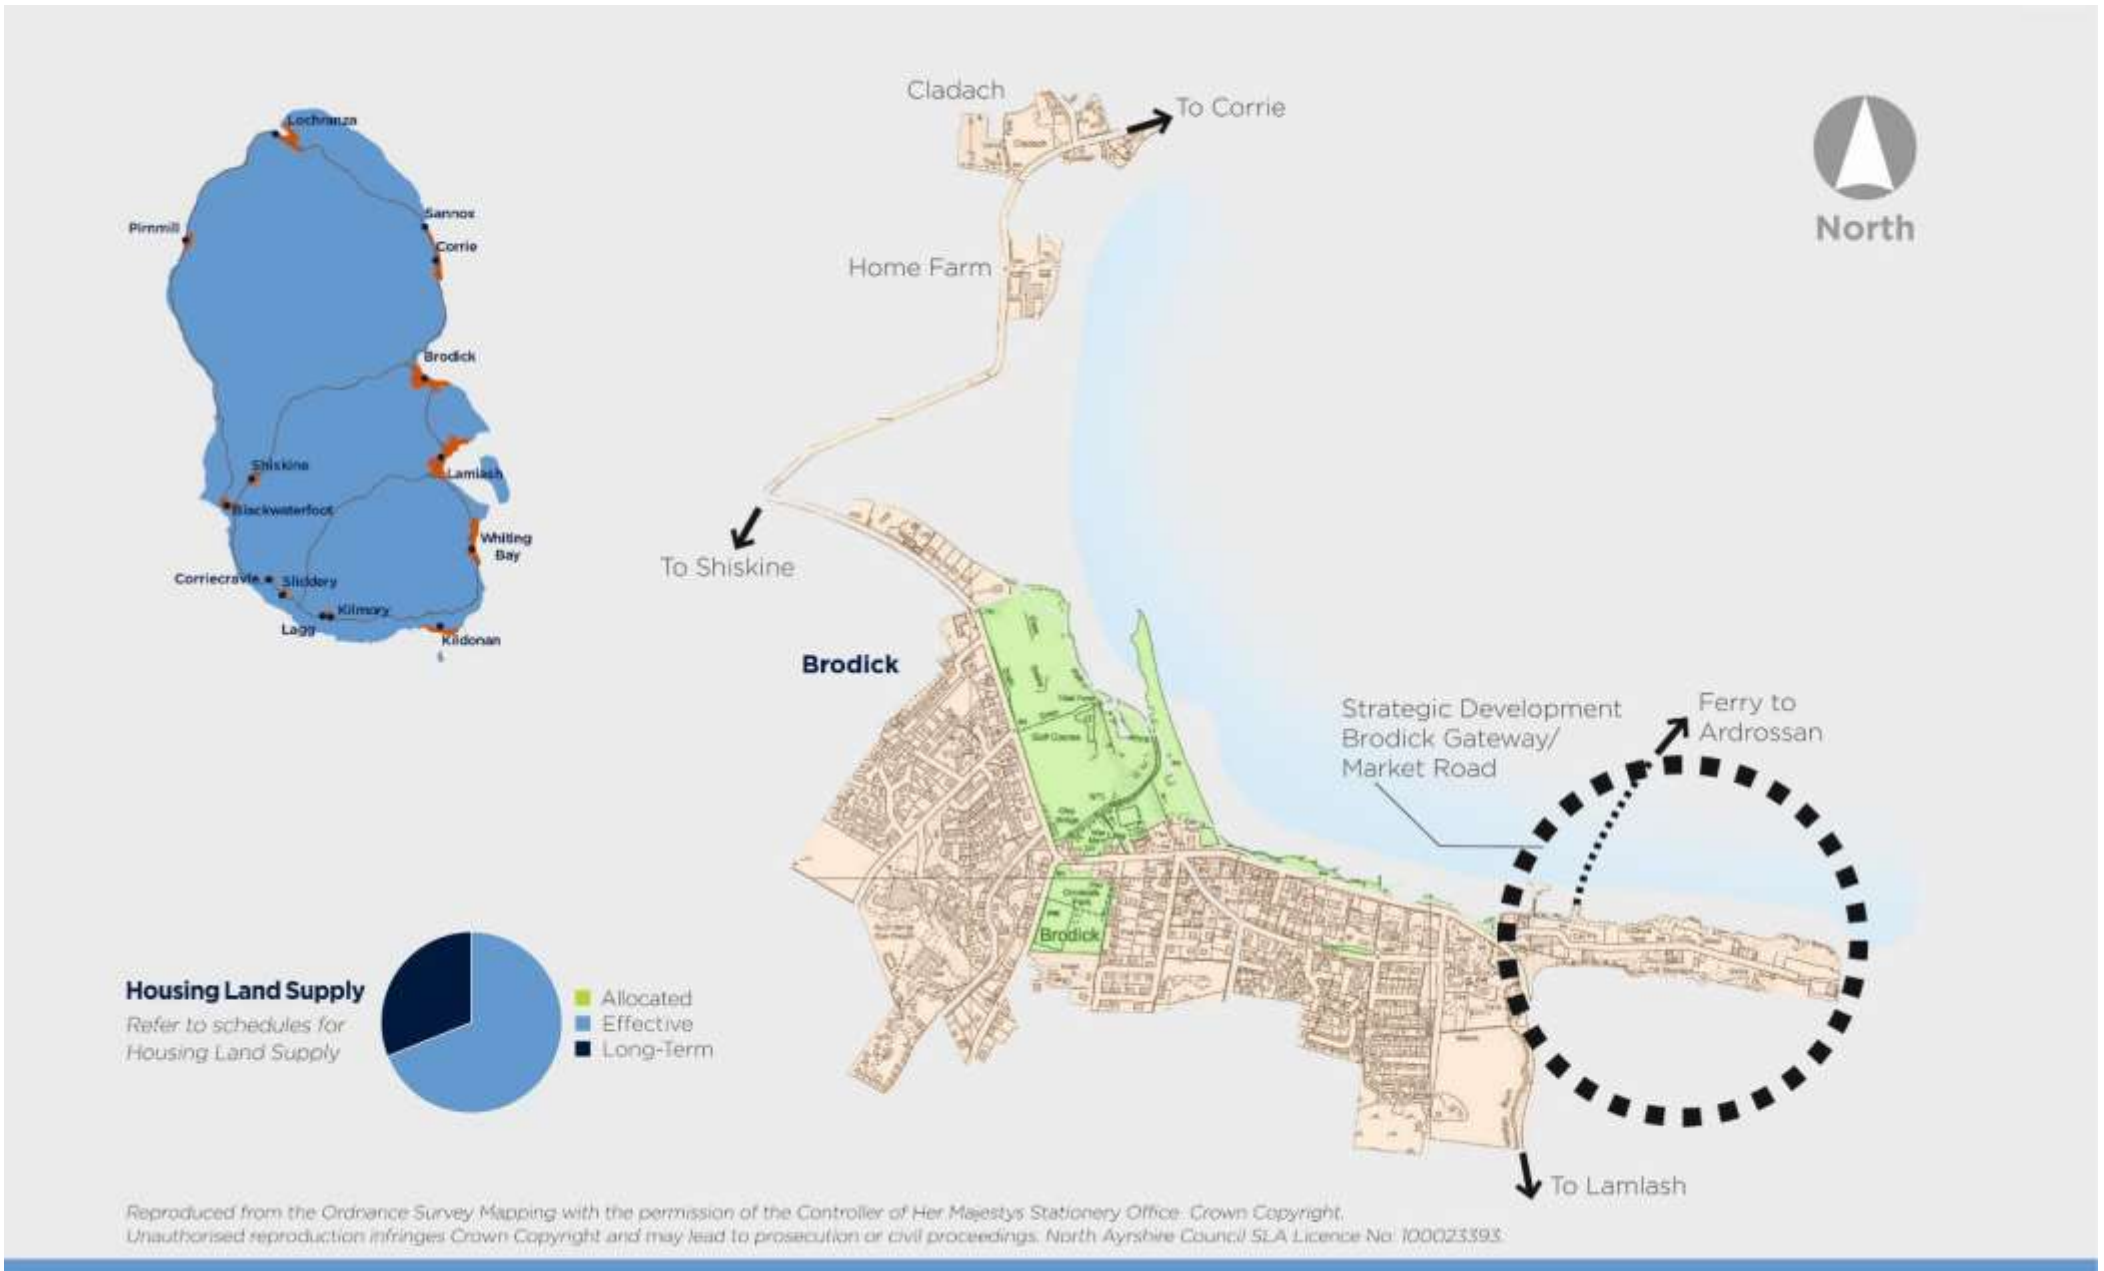 Cladach
To Corrie
North
Home Farm
To Shiskine
Brodick
Strategic Development
Brodick Gateway/
Market Road
Ferry to
Ardrossan
To Lamlash
Lochranza
Pirnmill
Sannox
Corrie
Brodick
Shiskine
Lamlash
Blackwaterfoot
Whiting
Bay
Corriecravie
Sliddery
Kilmory
Lagg
Kildonan
Cladach
Golf Course
Brodick
Housing Land Supply
Refer to schedules for
Housing Land Supply
Allocated
Effective
Long-Term
Reproduced from the Ordnance Survey Mapping with the permission of the Controller of Her Majestys Stationery Office. Crown Copyright.
Unauthorised reproduction infringes Crown Copyright and may lead to prosecution or civil proceedings. North Ayrshire Council SLA Licence No: 100023393.